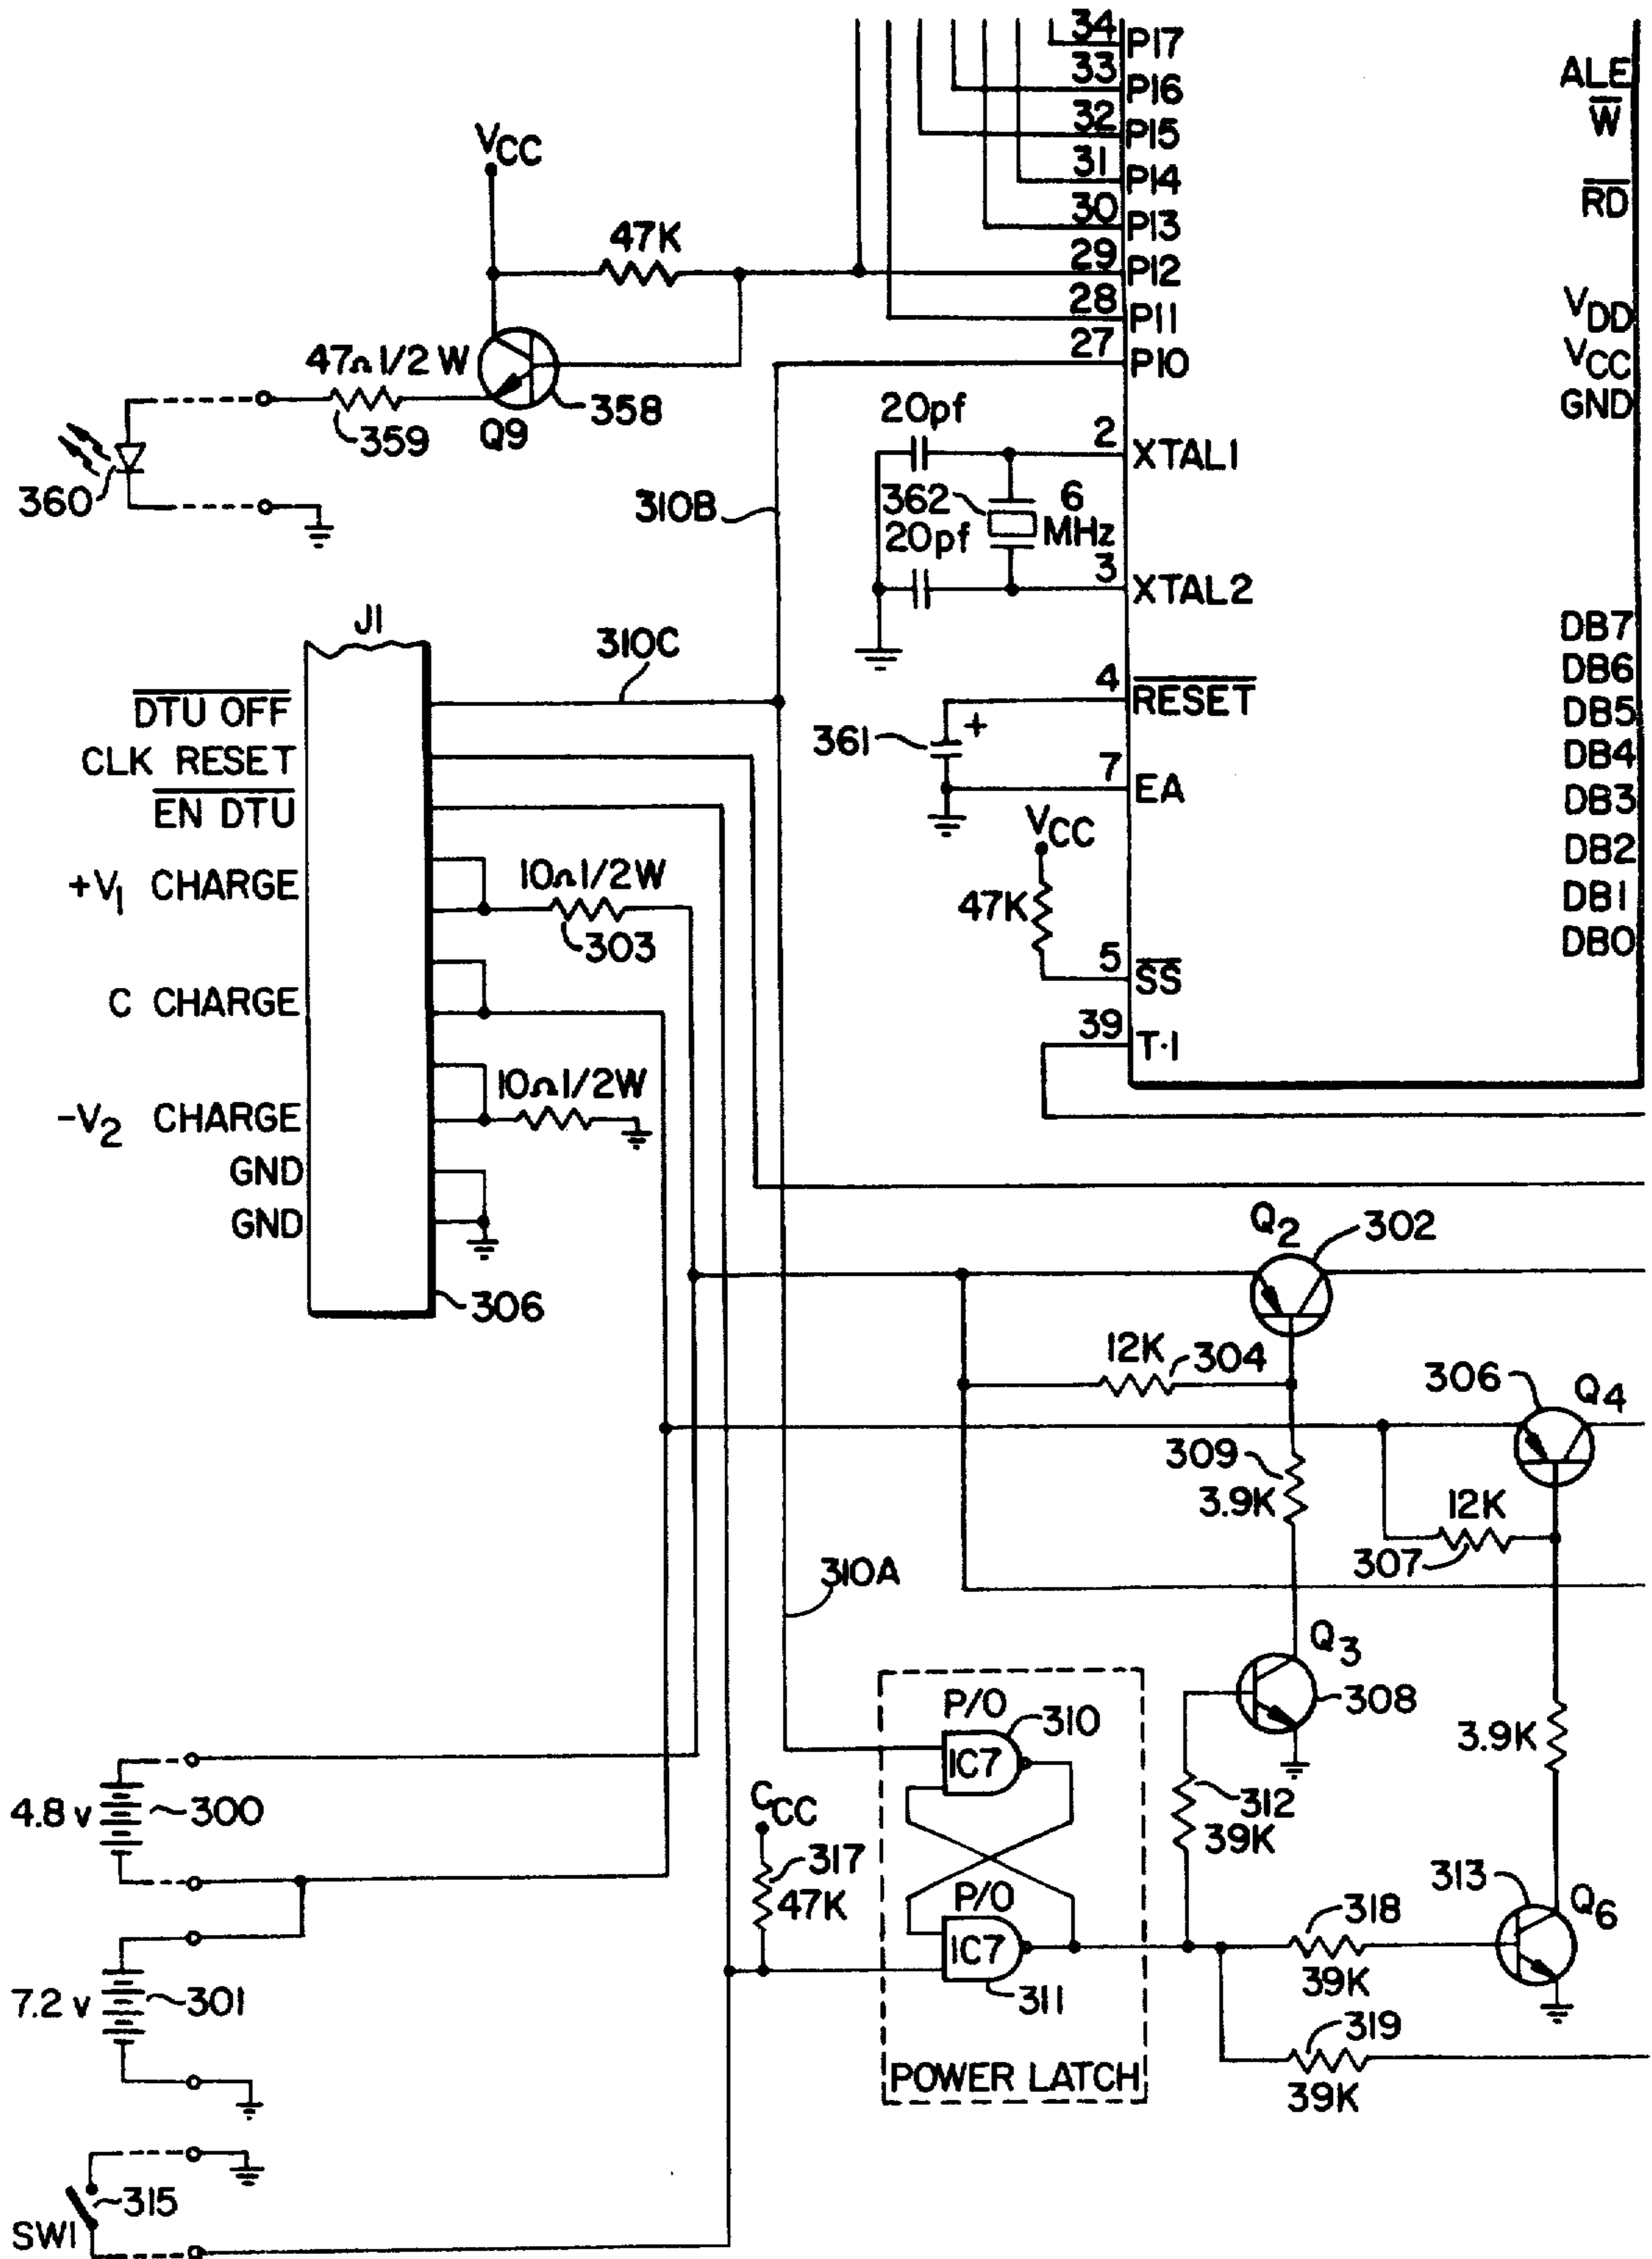 34
P17
33
P16
ALE
32
P15
W
31
P14
30
P13
RD
29
P12
28
P11
VDD
27
P10
VCC
GND
VCC
47K
47Ω 1/2 W
359
Q9
358
360
20pf
2
XTAL1
362
6
MHz
20pf
3
XTAL2
310B
DB7
DB6
DB5
DB4
DB3
DB2
DB1
DB0
4
RESET
+
361
7
EA
VCC
47K
5
SS
39
T·1
J1
310C
DTU OFF
CLK RESET
EN DTU
+V1 CHARGE
10Ω 1/2W
303
C CHARGE
-V2 CHARGE
10Ω 1/2W
GND
GND
306
Q2
302
12K
304
306
Q4
309
3.9K
12K
307
310A
Q3
308
3.9K
P/O
310
IC7
312
39K
CCC
317
47K
P/O
IC7
311
POWER LATCH
313
Q6
318
39K
319
39K
4.8 v
300
7.2 v
301
315
SW1